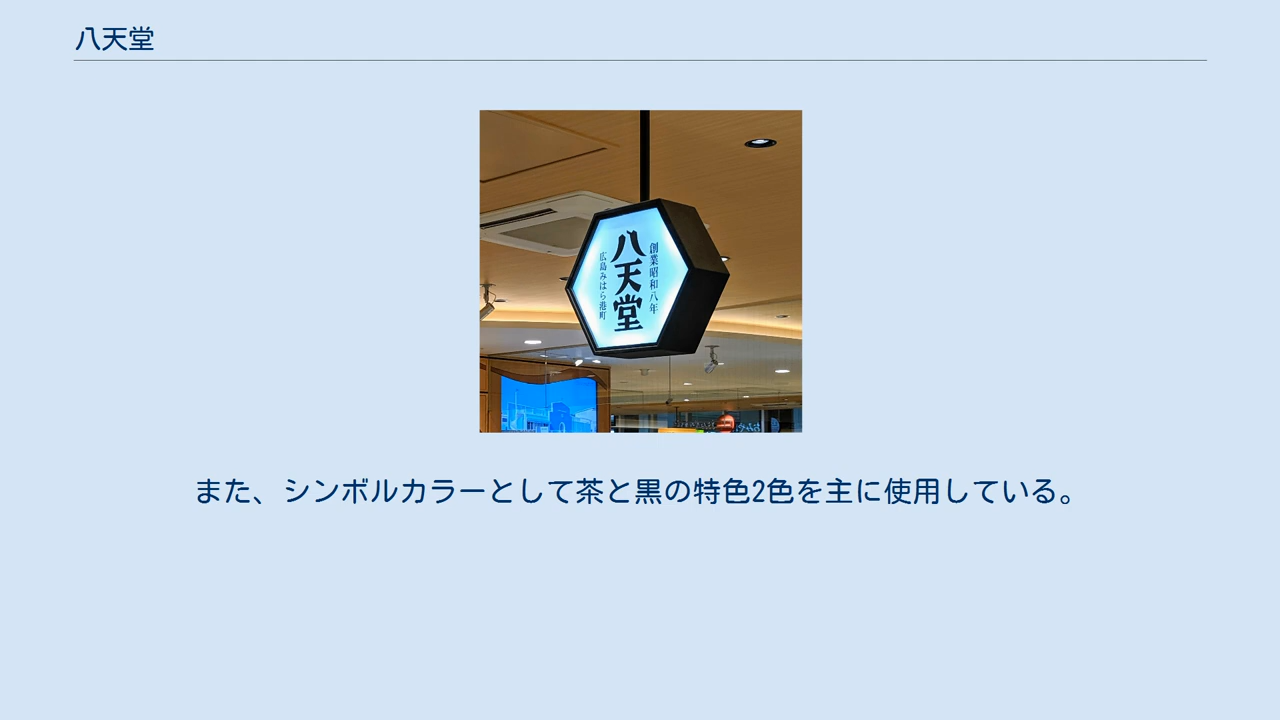 八天堂
創業昭和八年
八天堂
広島みはら港町
また、シンボルカラーとして茶と黒の特色2色を主に使用している。